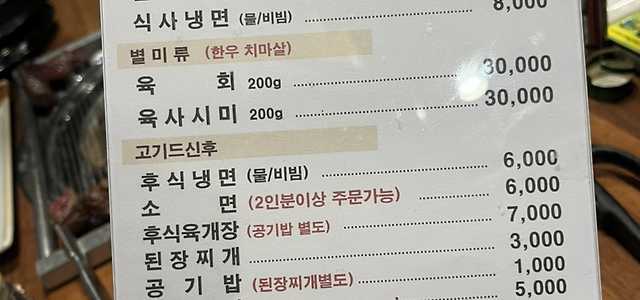 식사냉면 (물/비빔) 8,000
별미류 (한우 치마살)
육 회 200g 30,000
육사시미 200g 30,000
고기드신후
후식냉면 (물/비빔) 6,000
소 면 (2인분이상 주문가능) 6,000
후식육개장 (공기밥 별도) 7,000
된장찌개 3,000
공 기 밥 (된장찌개별도) 1,000
5,000